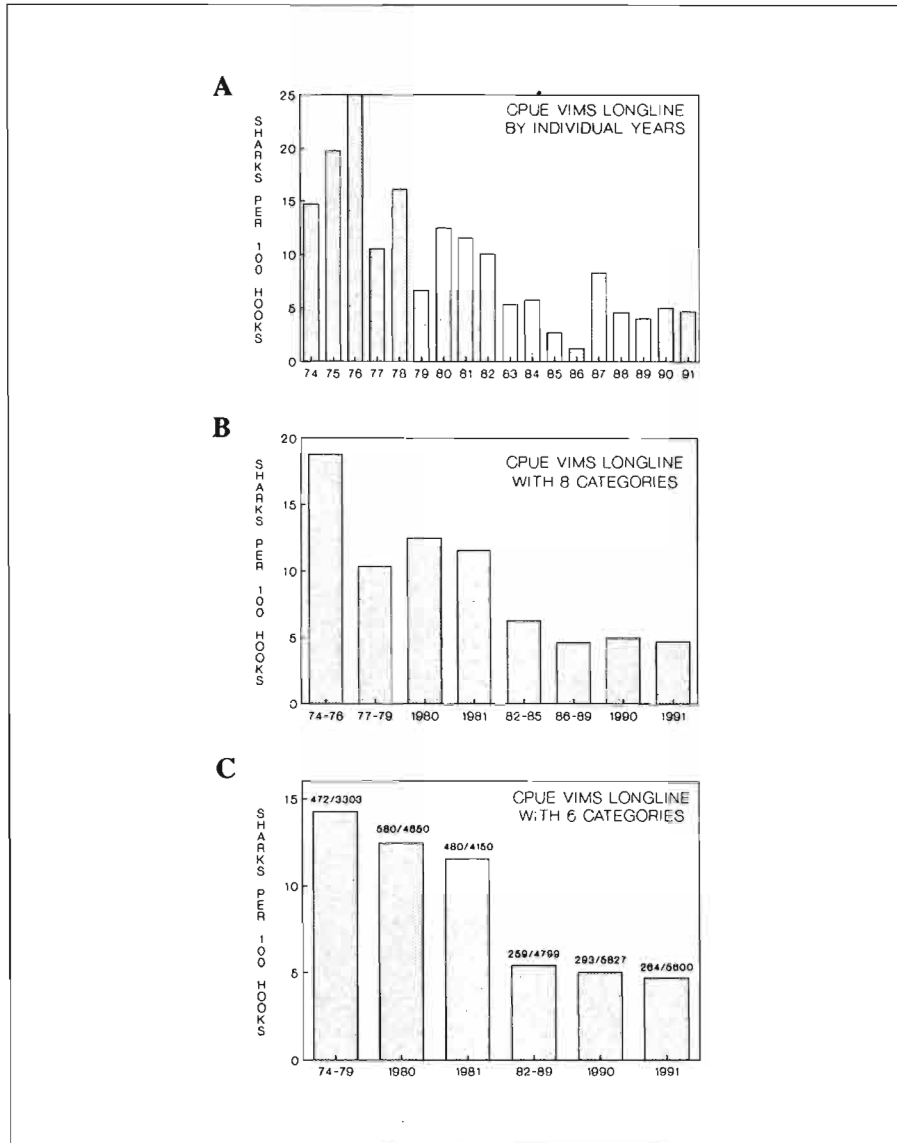 A
CPUE VIMS LONGLINE
BY INDIVIDUAL YEARS
SHARKS PER 100 HOOKS
25
20
15
10
5
0
74 75 76 77 78 79 80 81 82 83 84 85 86 87 88 89 90 91
B
CPUE VIMS LONGLINE
WITH 8 CATEGORIES
SHARKS PER 100 HOOKS
20
15
10
5
0
74-76 77-79 1980 1981 82-85 86-89 1990 1991
C
CPUE VIMS LONGLINE
WITH 6 CATEGORIES
SHARKS PER 100 HOOKS
15
10
5
0
472/3303
580/4650
480/4150
259/4799
293/5827
264/5600
74-79 1980 1981 82-89 1990 1991